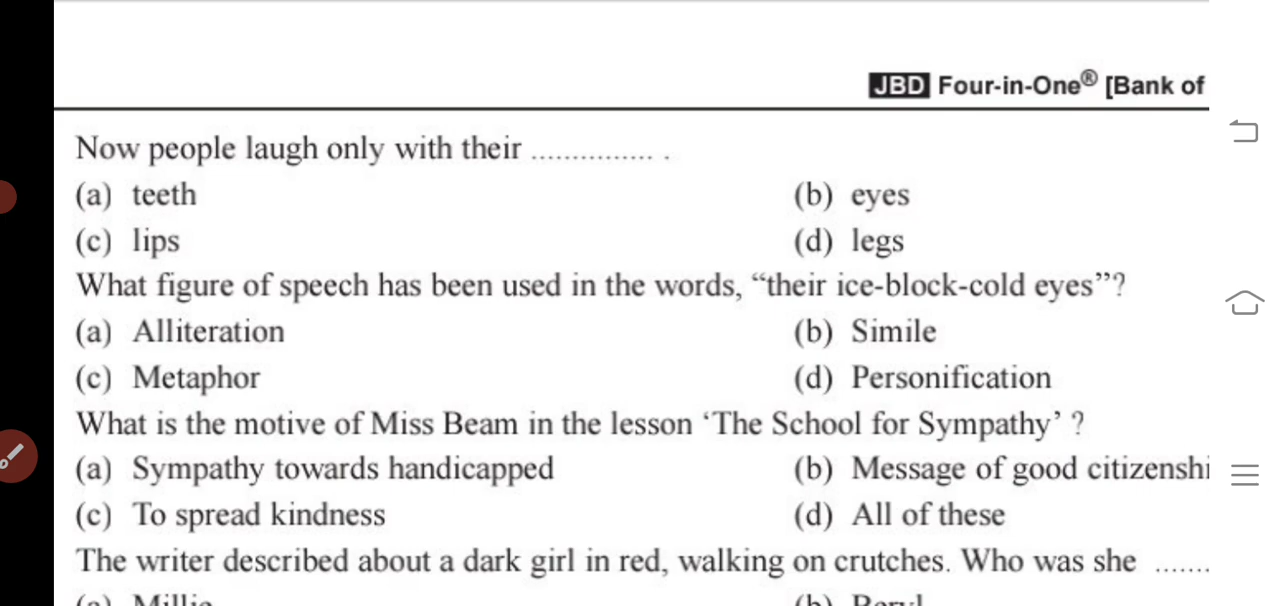 JBD Four-in-One® [Bank of
Now people laugh only with their ............... .
(a) teeth (b) eyes
(c) lips (d) legs
What figure of speech has been used in the words, “their ice-block-cold eyes”?
(a) Alliteration (b) Simile
(c) Metaphor (d) Personification
What is the motive of Miss Beam in the lesson ‘The School for Sympathy’ ?
(a) Sympathy towards handicapped (b) Message of good citizenshi
(c) To spread kindness (d) All of these
The writer described about a dark girl in red, walking on crutches. Who was she .......
(a) Millie (b) Beryl